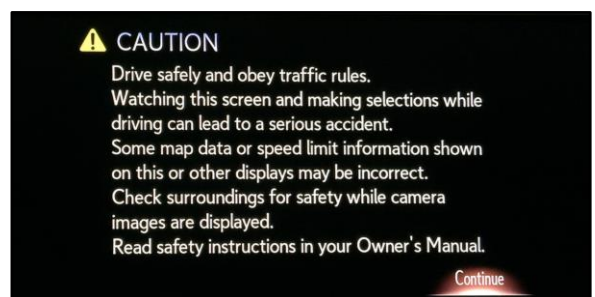 CAUTION
Drive safely and obey traffic rules.
Watching this screen and making selections while
driving can lead to a serious accident.
Some map data or speed limit information shown
on this or other displays may be incorrect.
Check surroundings for safety while camera
images are displayed.
Read safety instructions in your Owner's Manual.
Continue